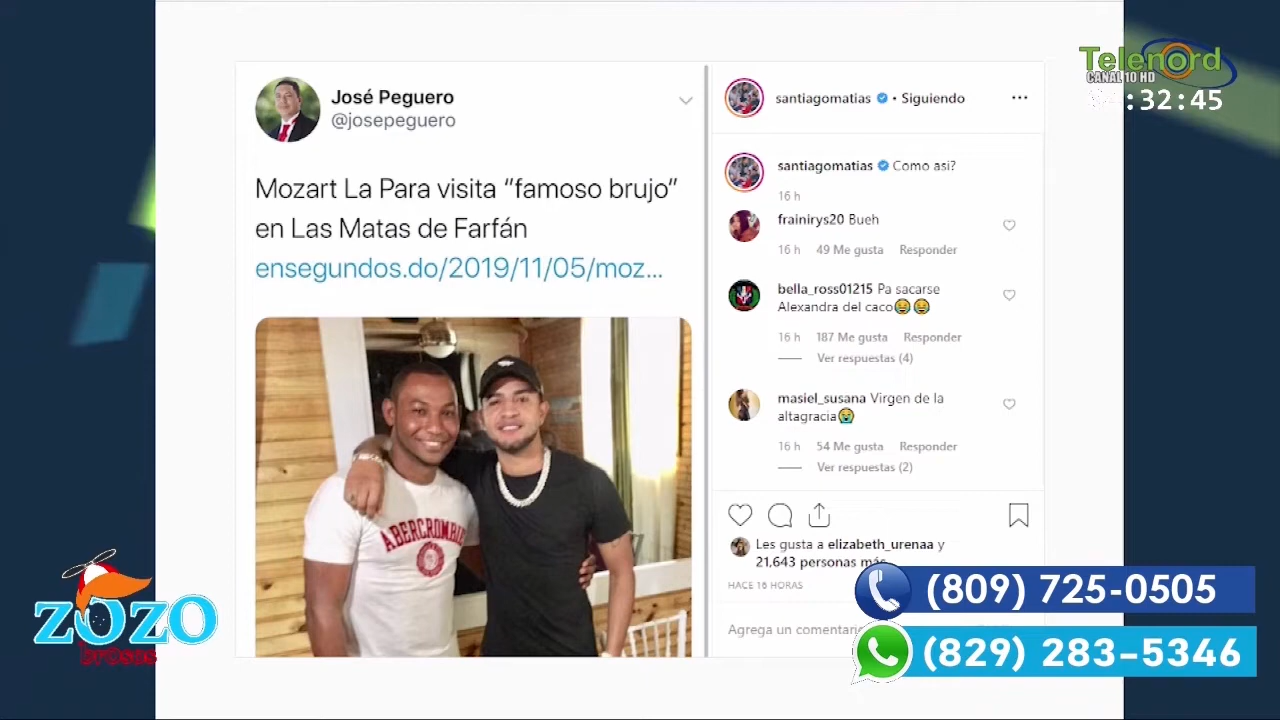 Telenord
CANAL 10 HD
:32:45
José Peguero
@josepeguero
Mozart La Para visita “famoso brujo”
en Las Matas de Farfán
ensegundos.do/2019/11/05/moz...
ABERCROMBIE
santiagomatias • Siguiendo
santiagomatias Como asi?
16 h
frainirys20 Bueh
16 h 49 Me gusta Responder
bella_ross01215 Pa sacarse
Alexandra del caco😂😂
16 h 187 Me gusta Responder
Ver respuestas (4)
masiel_susana Virgen de la
altagracia😭
16 h 54 Me gusta Responder
Ver respuestas (2)
Les gusta a elizabeth_urenaa y
21,643 personas más
HACE 16 HORAS
Agrega un comentario
ZOZO
brosas
(809) 725-0505
(829) 283-5346